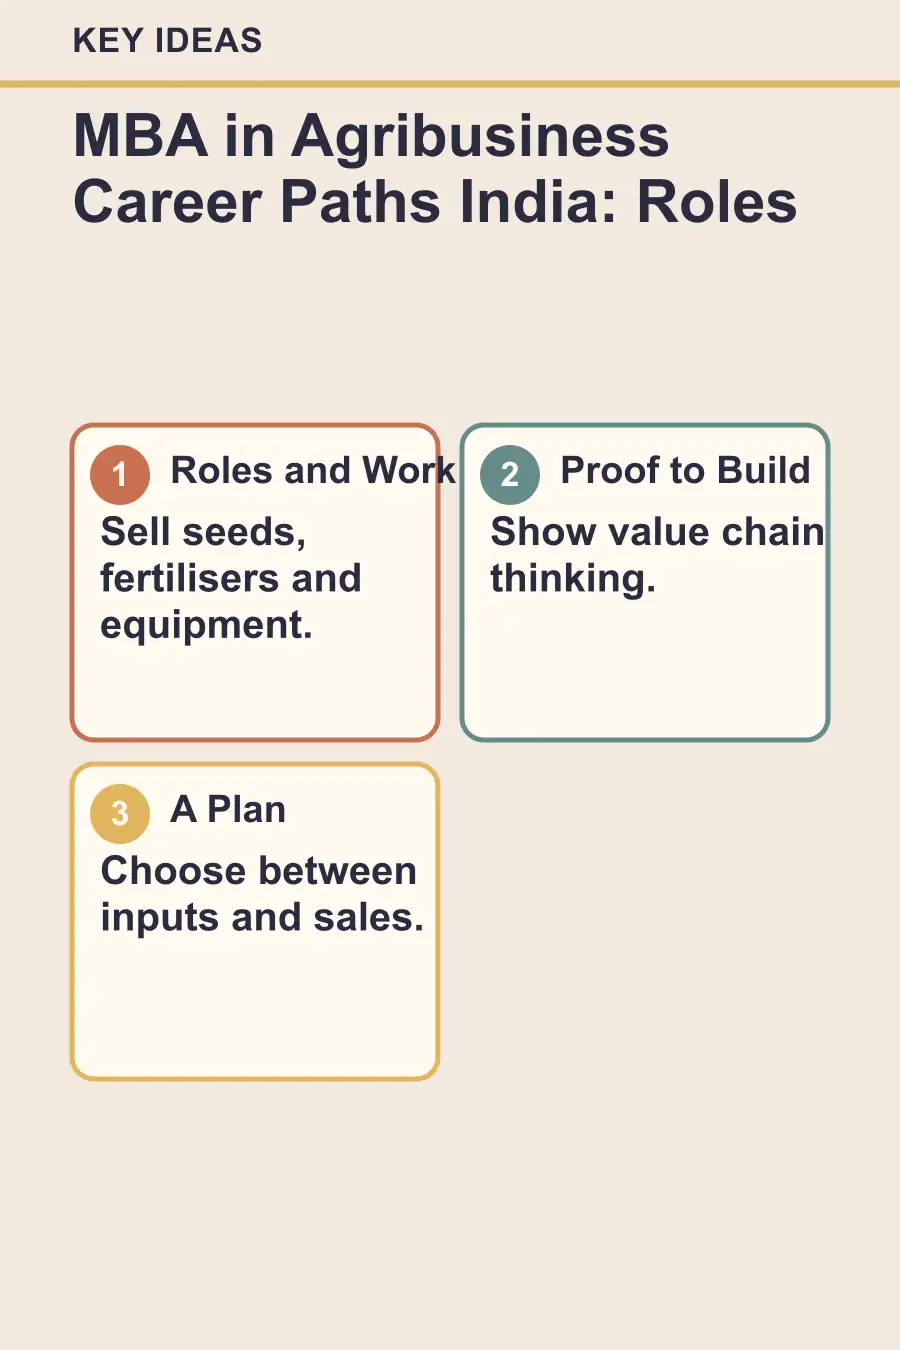 KEY IDEAS
MBA in Agribusiness
Career Paths India: Roles
1 Roles and Work
Sell seeds,
fertilisers and
equipment.
2 Proof to Build
Show value chain
thinking.
3 A Plan
Choose between
inputs and sales.